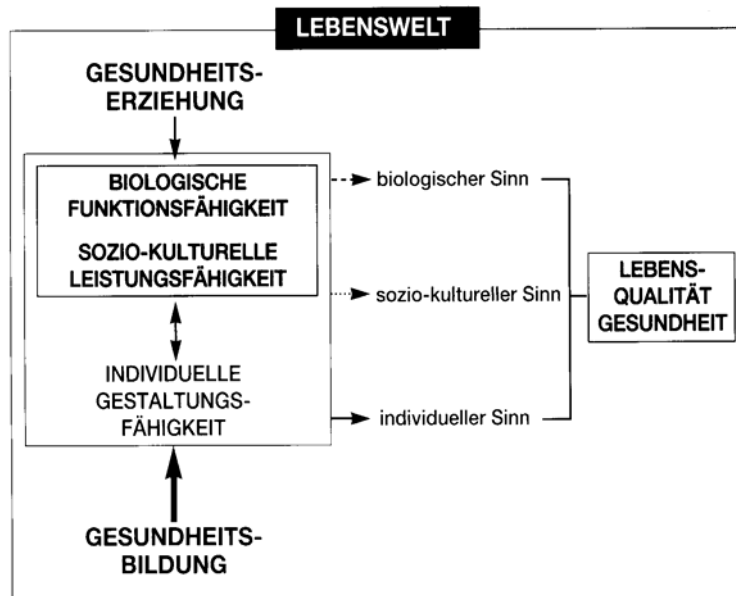 LEBENSWELT
GESUNDHEITS-
ERZIEHUNG
BIOLOGISCHE
FUNKTIONSFÄHIGKEIT
SOZIO-KULTURELLE
LEISTUNGSFÄHIGKEIT
INDIVIDUELLE
GESTALTUNGS-
FÄHIGKEIT
GESUNDHEITS-
BILDUNG
biologischer Sinn
sozio-kultureller Sinn
individueller Sinn
LEBENS-
QUALITÄT
GESUNDHEIT